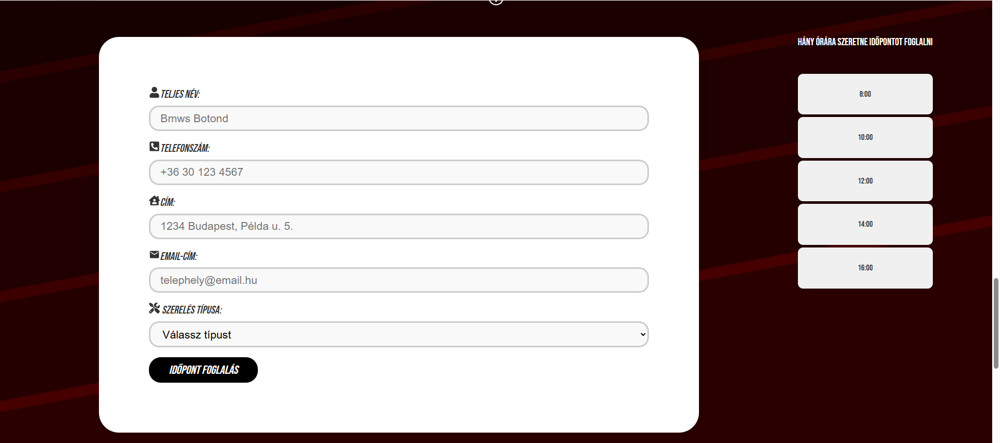 TELJES NÉV:
Bmws Botond
TELEFONSZÁM:
+36 30 123 4567
CÍM:
1234 Budapest, Példa u. 5.
EMAIL-CÍM:
telephely@email.hu
SZERELÉS TÍPUSA:
Válassz típust
IDŐPONT FOGLALÁS
HÁNY ÓRÁRA SZERETNE IDŐPONTOT FOGLALNI
8:00
10:00
12:00
14:00
16:00